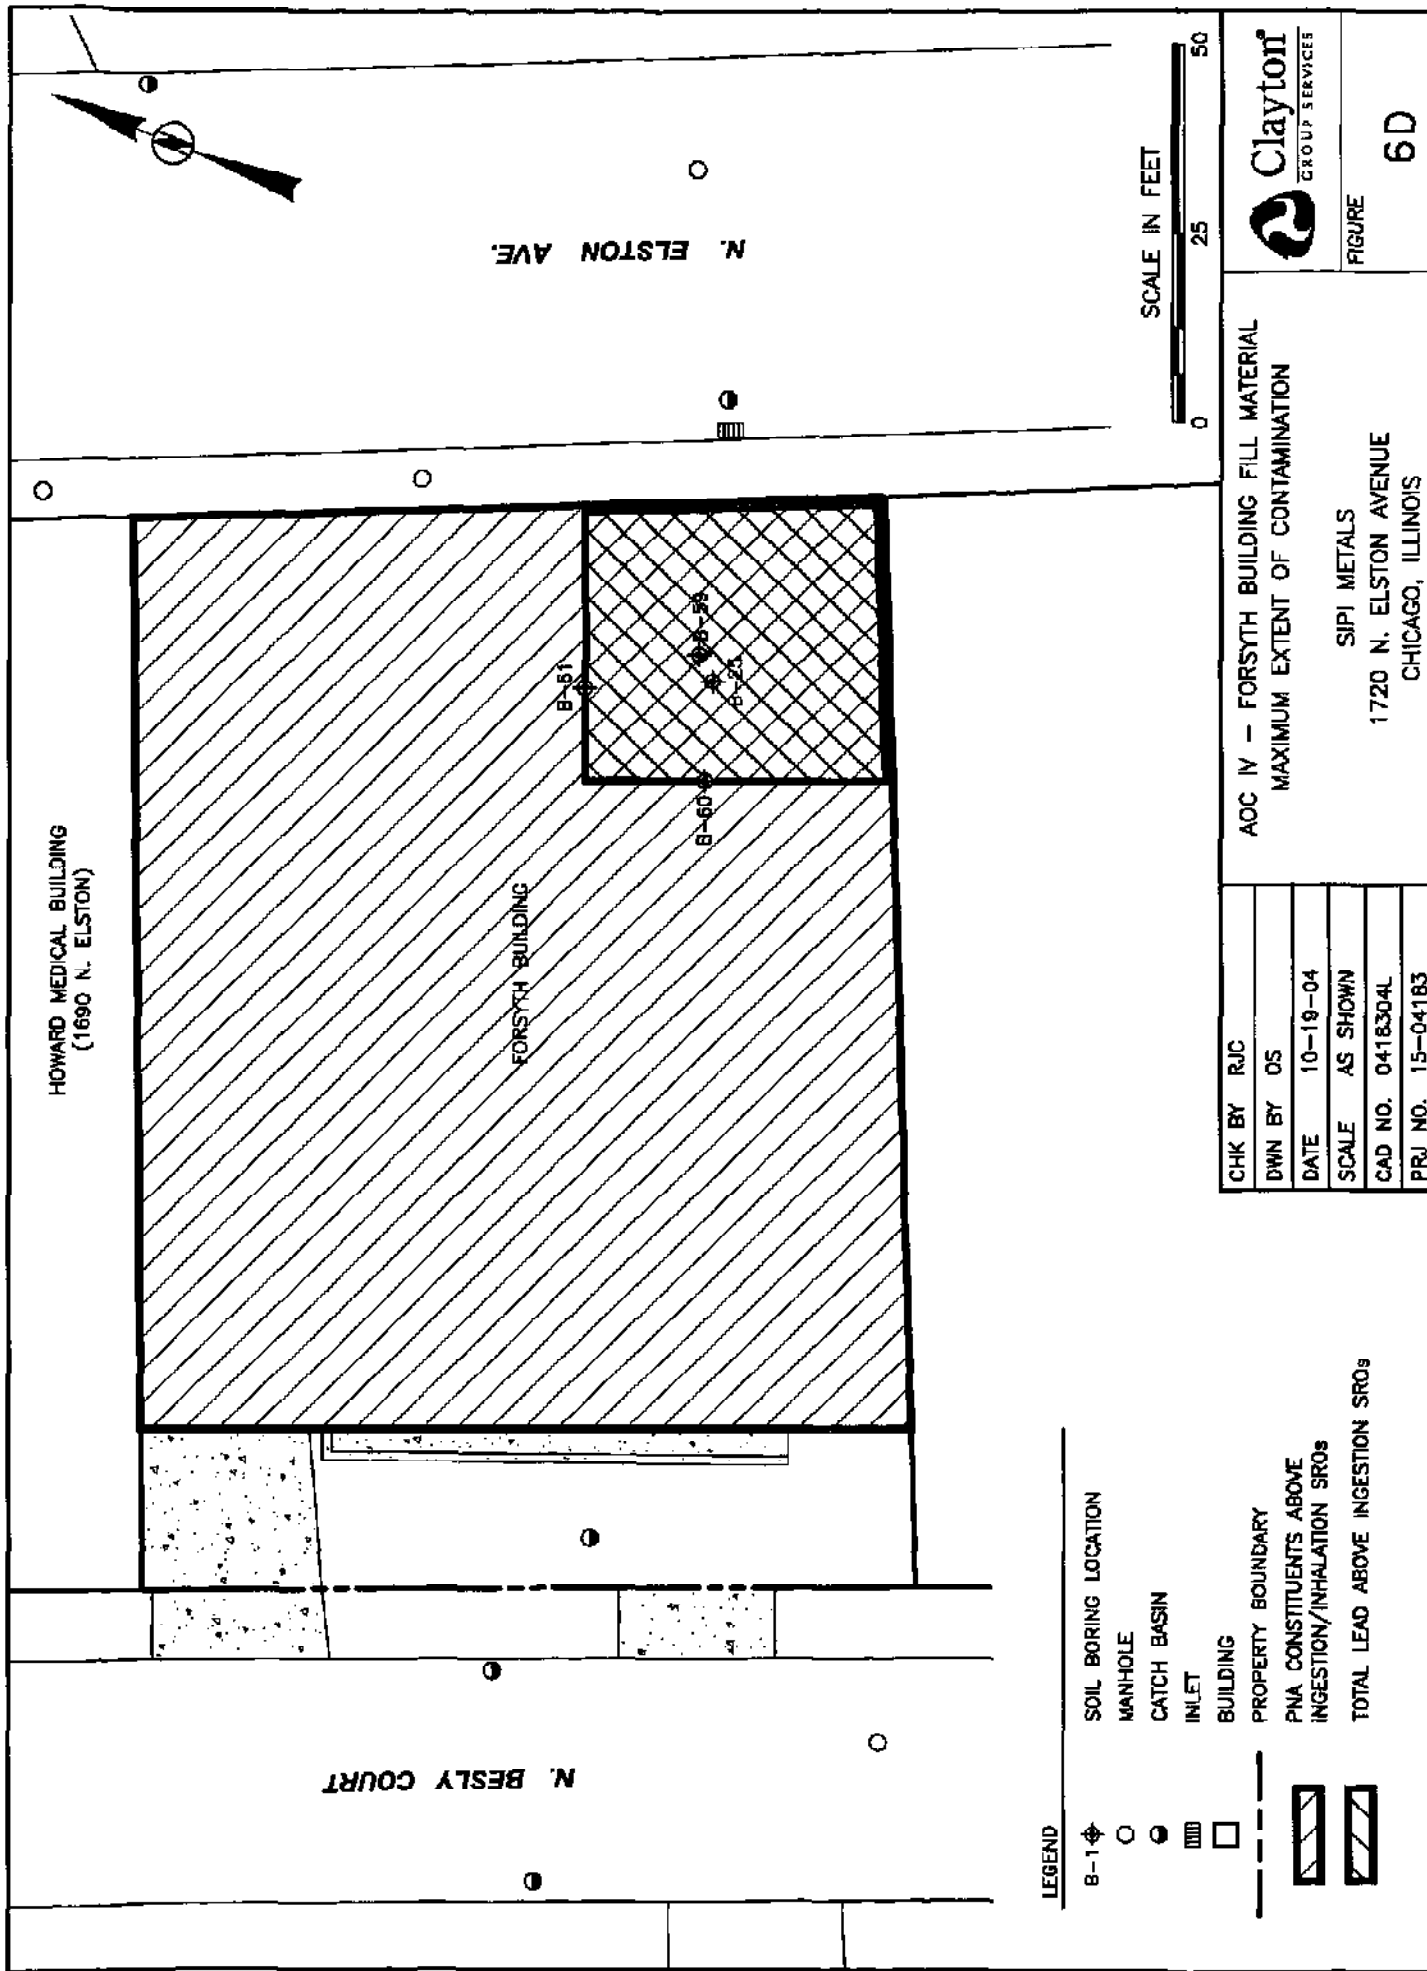 HOWARD MEDICAL BUILDING
(1690 N. ELSTON)
N. ELSTON AVE.
FORSYTH BUILDING
B-61
B-59
B-25
B-60
N. BESLY COURT
SCALE IN FEET
0 25 50
LEGEND
B-1 SOIL BORING LOCATION
MANHOLE
CATCH BASIN
INLET
BUILDING
PROPERTY BOUNDARY
PNA CONSTITUENTS ABOVE
INGESTION/INHALATION SROs
TOTAL LEAD ABOVE INGESTION SROs
CHK BY RJC
DWN BY OS
DATE 10-19-04
SCALE AS SHOWN
CAD NO. 0418304L
PRJ NO. 15-04183
AOC IV - FORSYTH BUILDING FILL MATERIAL
MAXIMUM EXTENT OF CONTAMINATION
SIPI METALS
1720 N. ELSTON AVENUE
CHICAGO, ILLINOIS
Clayton
GROUP SERVICES
FIGURE
6D